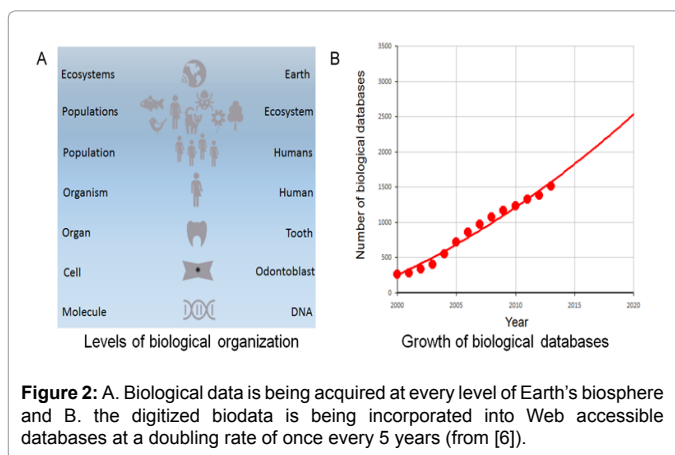 A
Ecosystems Earth
Populations Ecosystem
Population Humans
Organism Human
Organ Tooth
Cell Odontoblast
Molecule DNA
Levels of biological organization
B
Number of biological databases
3500
3000
2500
2000
1500
1000
500
0
2000 2005 2010 2015 2020
Year
Growth of biological databases
Figure 2: A. Biological data is being acquired at every level of Earth’s biosphere
and B. the digitized biodata is being incorporated into Web accessible
databases at a doubling rate of once every 5 years (from [6]).